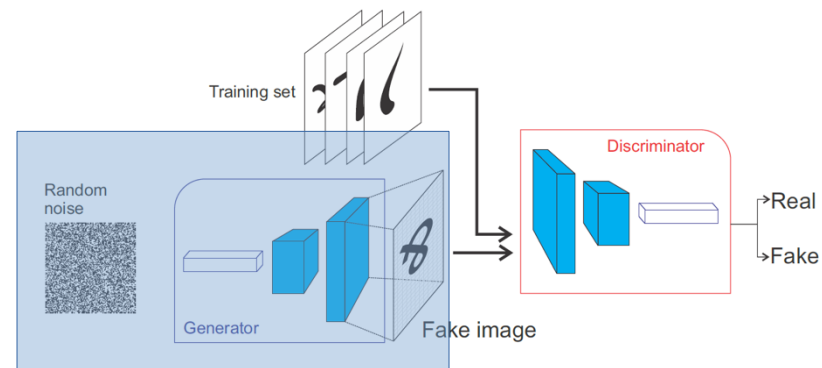 Training set
Discriminator
Random
noise
Real
Fake
Generator
Fake image